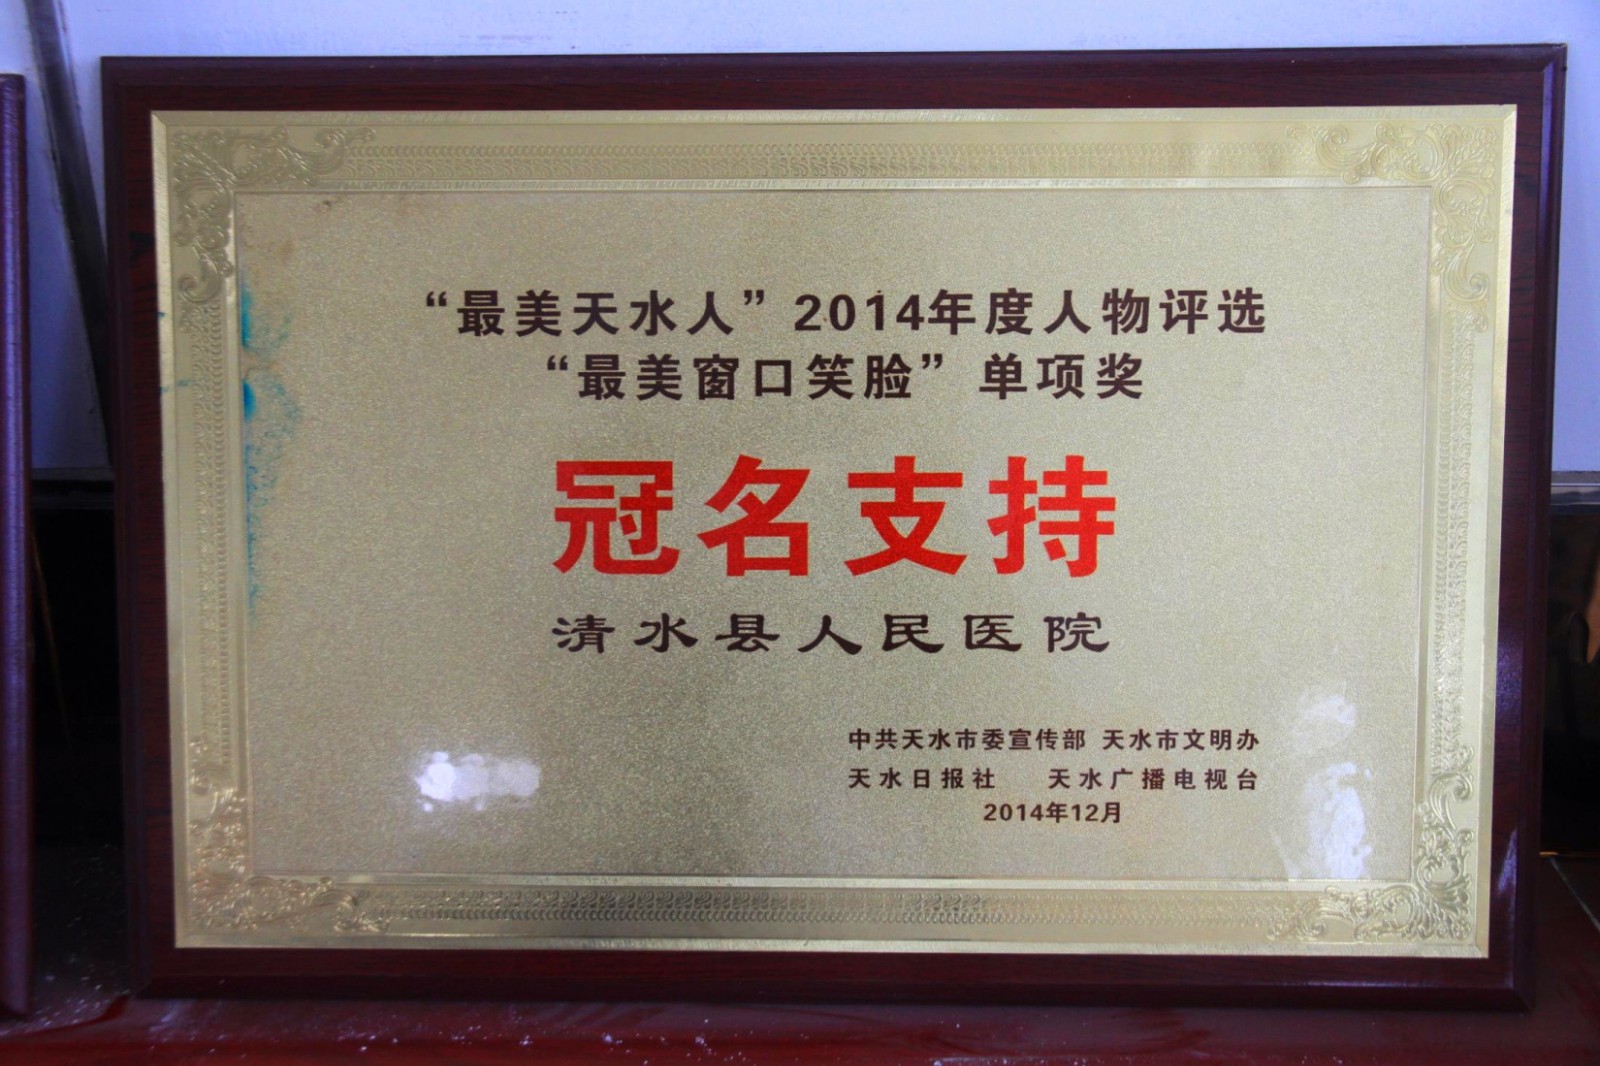 “最美天水人”2014年度人物评选
“最美窗口笑脸”单项奖
冠名支持
清水县人民医院
中共天水市委宣传部 天水市文明办
天水日报社 天水广播电视台
2014年12月